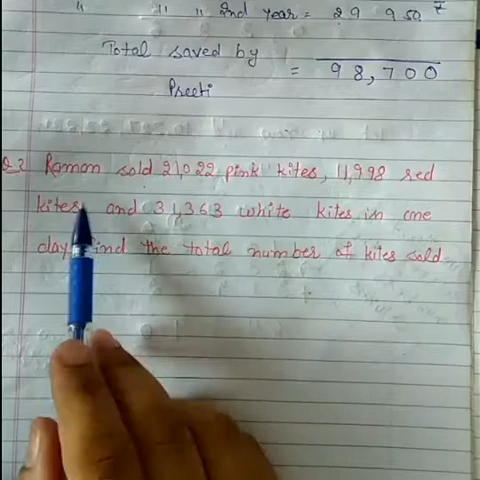 " " " 2nd year = 29 950 ₹
Total saved by
Preeti = 98,700
Q2 Raman sold 21,022 pink kites, 11,998 red
kites and 31,363 white kites in one
day. Find the total number of kites sold